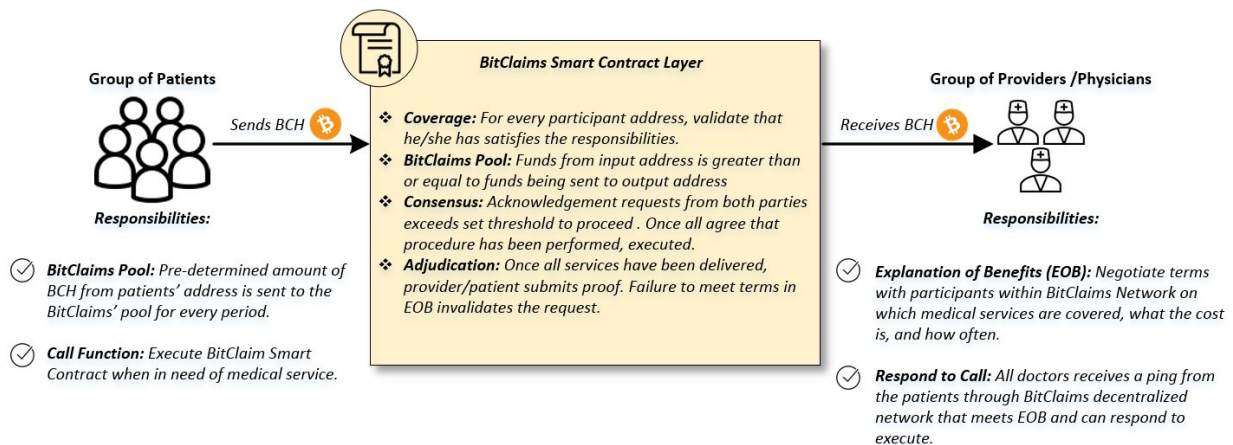 Group of Patients
Sends BCH
Responsibilities:
BitClaims Pool: Pre-determined amount of
BCH from patients' address is sent to the
BitClaims' pool for every period.
Call Function: Execute BitClaim Smart
Contract when in need of medical service.
BitClaims Smart Contract Layer
Coverage: For every participant address, validate that
he/she has satisfies the responsibilities.
BitClaims Pool: Funds from input address is greater than
or equal to funds being sent to output address
Consensus: Acknowledgement requests from both parties
exceeds set threshold to proceed . Once all agree that
procedure has been performed, executed.
Adjudication: Once all services have been delivered,
provider/patient submits proof. Failure to meet terms in
EOB invalidates the request.
Receives BCH
Group of Providers /Physicians
Responsibilities:
Explanation of Benefits (EOB): Negotiate terms
with participants within BitClaims Network on
which medical services are covered, what the cost
is, and how often.
Respond to Call: All doctors receives a ping from
the patients through BitClaims decentralized
network that meets EOB and can respond to
execute.